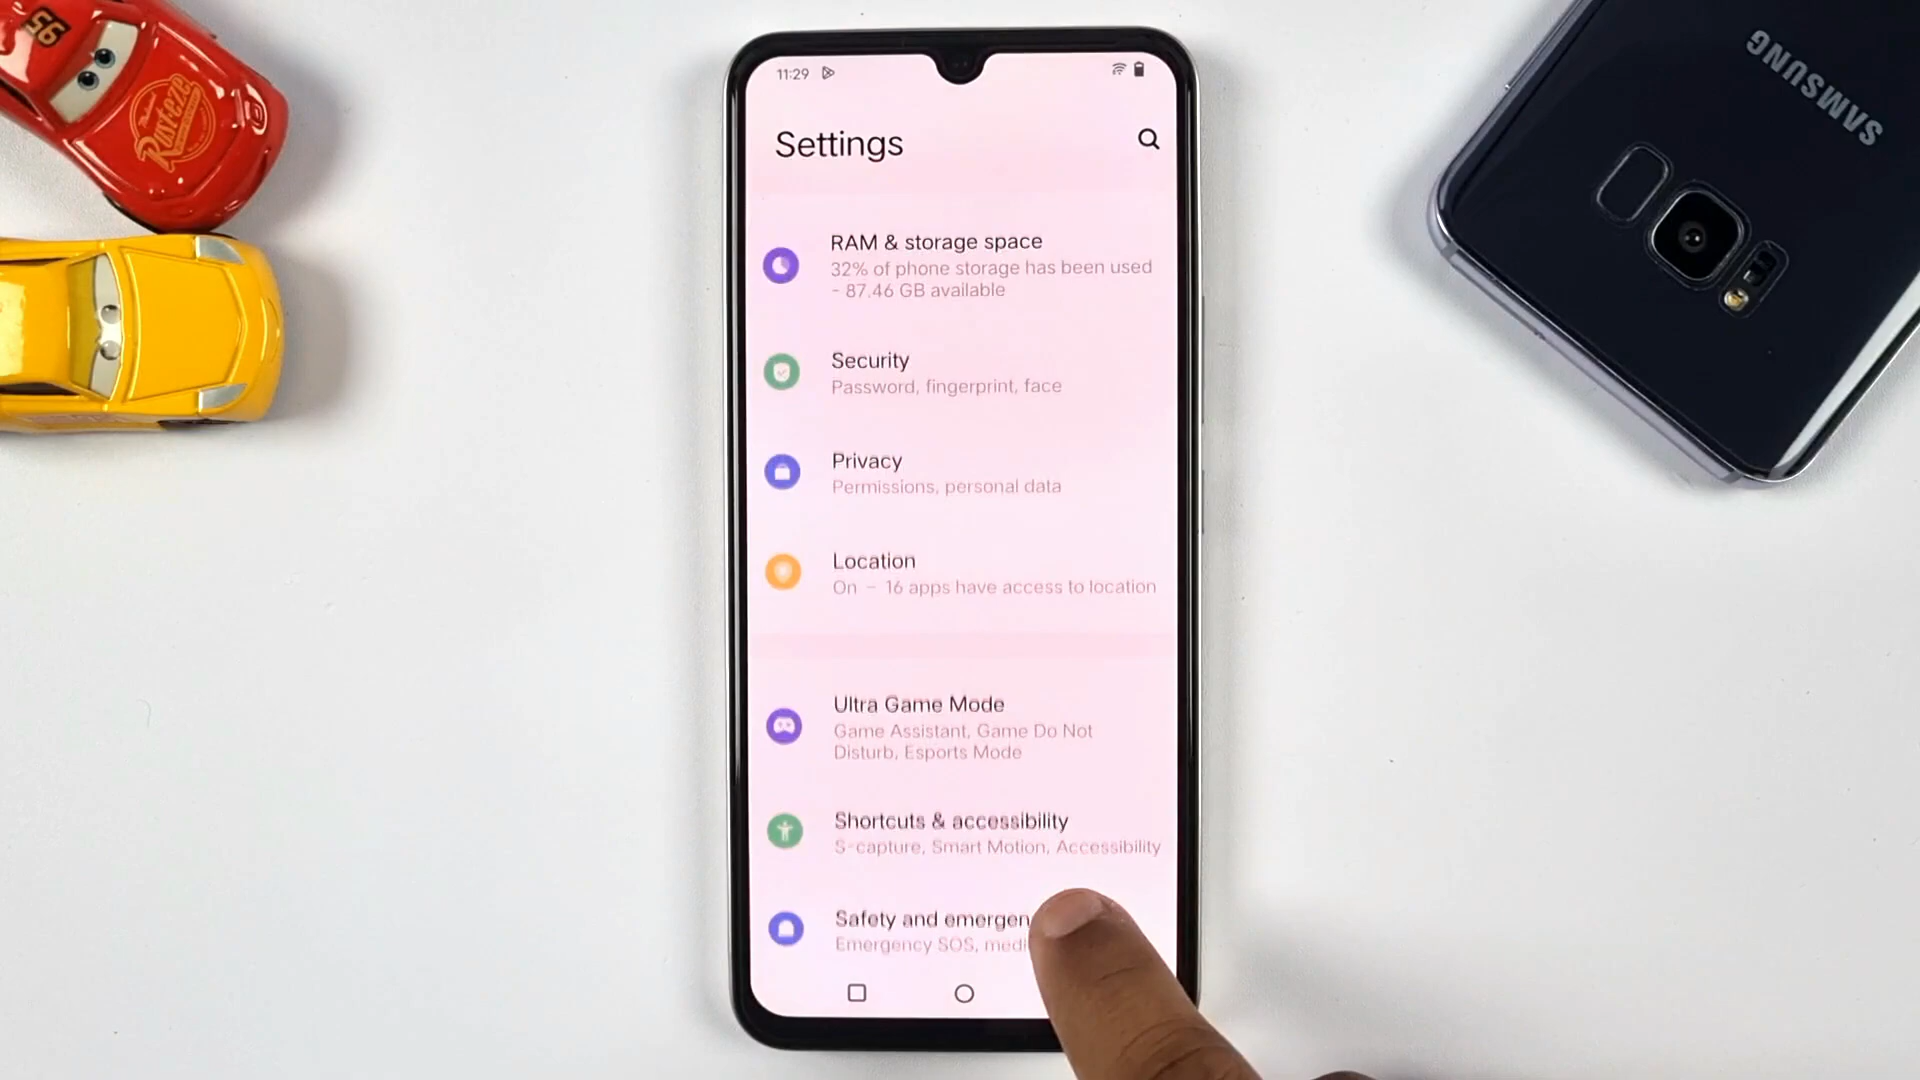 95
Rust-eze
SAMSUNG
11:29
Settings
RAM & storage space
32% of phone storage has been used
- 87.46 GB available
Security
Password, fingerprint, face
Privacy
Permissions, personal data
Location
On – 16 apps have access to location
Ultra Game Mode
Game Assistant, Game Do Not
Disturb, Esports Mode
Shortcuts & accessibility
S-capture, Smart Motion, Accessibility
Safety and emergen
Emergency SOS, medi